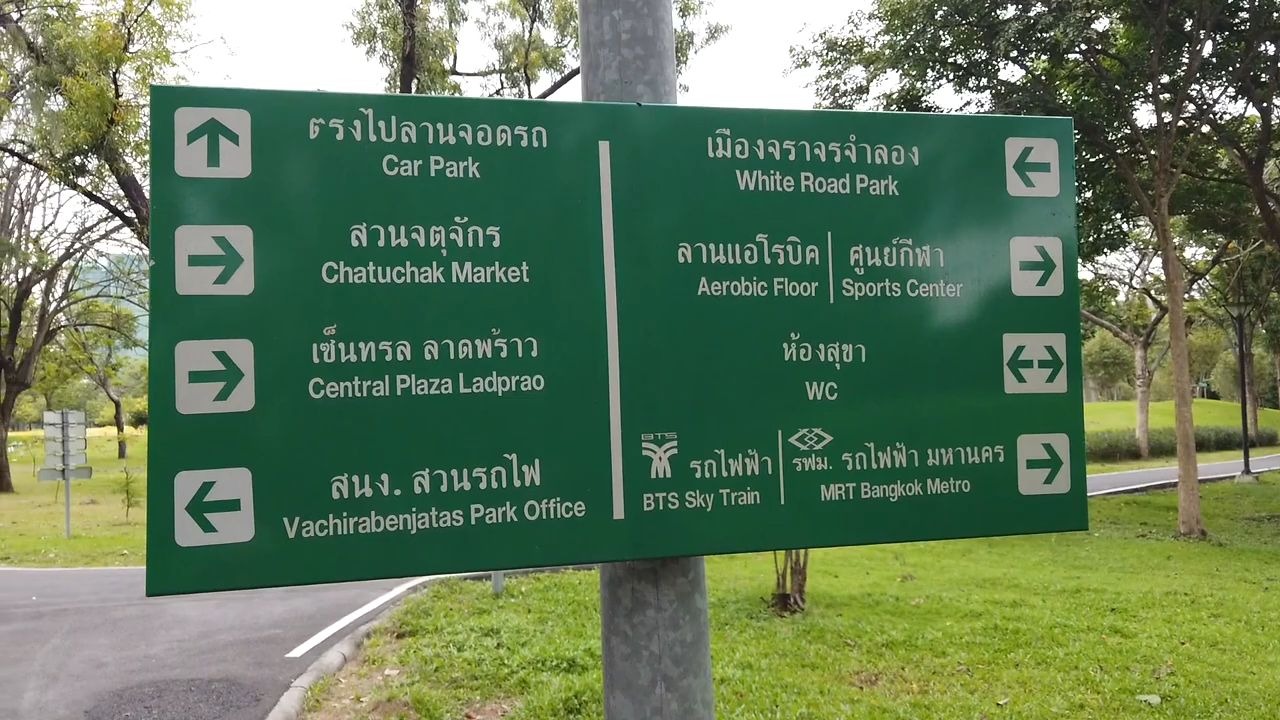 ตรงไปลานจอดรถ
Car Park
สวนจตุจักร
Chatuchak Market
เซ็นทรล ลาดพร้าว
Central Plaza Ladprao
สนง. สวนรถไฟ
Vachirabenjatas Park Office
เมืองจราจรจำลอง
White Road Park
ลานแอโรบิค ศูนย์กีฬา
Aerobic Floor Sports Center
ห้องสุขา
WC
BTS
รถไฟฟ้า
BTS Sky Train
รฟม. รถไฟฟ้า มหานคร
MRT Bangkok Metro